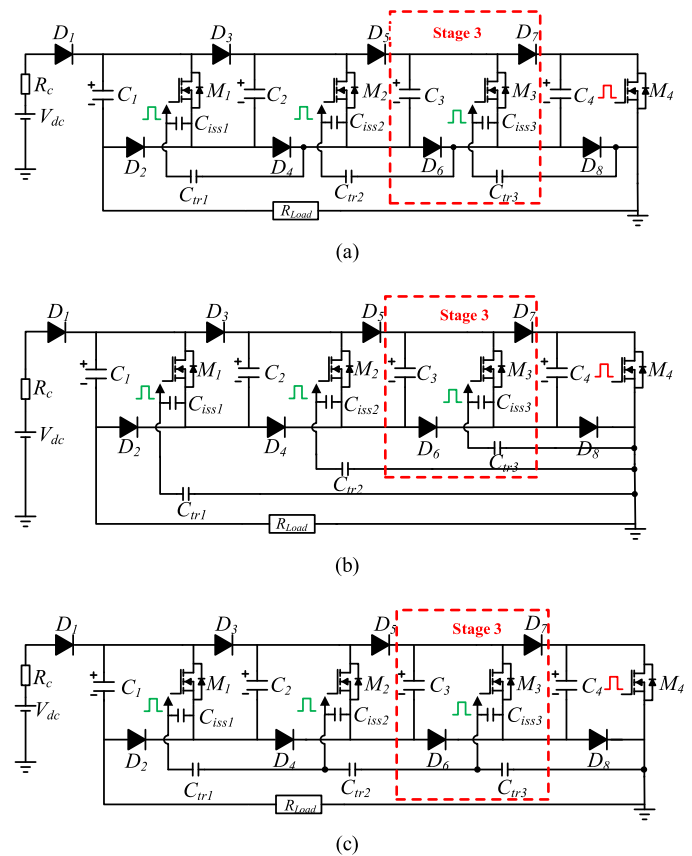 D1 D3 D5 Stage 3 D7
Rc C1 M1 C2 M2 C3 M3 C4 M4
Vdc Ciss1 Ciss2 Ciss3
D2 D4 D6 D8
Ctr1 Ctr2 Ctr3
RLoad
(a)
D1 D3 D5 Stage 3 D7
Rc C1 M1 C2 M2 C3 M3 C4 M4
Vdc Ciss1 Ciss2 Ciss3
D2 D4 D6 D8
Ctr3
Ctr2
Ctr1
RLoad
(b)
D1 D3 D5 Stage 3 D7
Rc C1 M1 C2 M2 C3 M3 C4 M4
Vdc Ciss1 Ciss2 Ciss3
D2 D4 D6 D8
Ctr1 Ctr2 Ctr3
RLoad
(c)